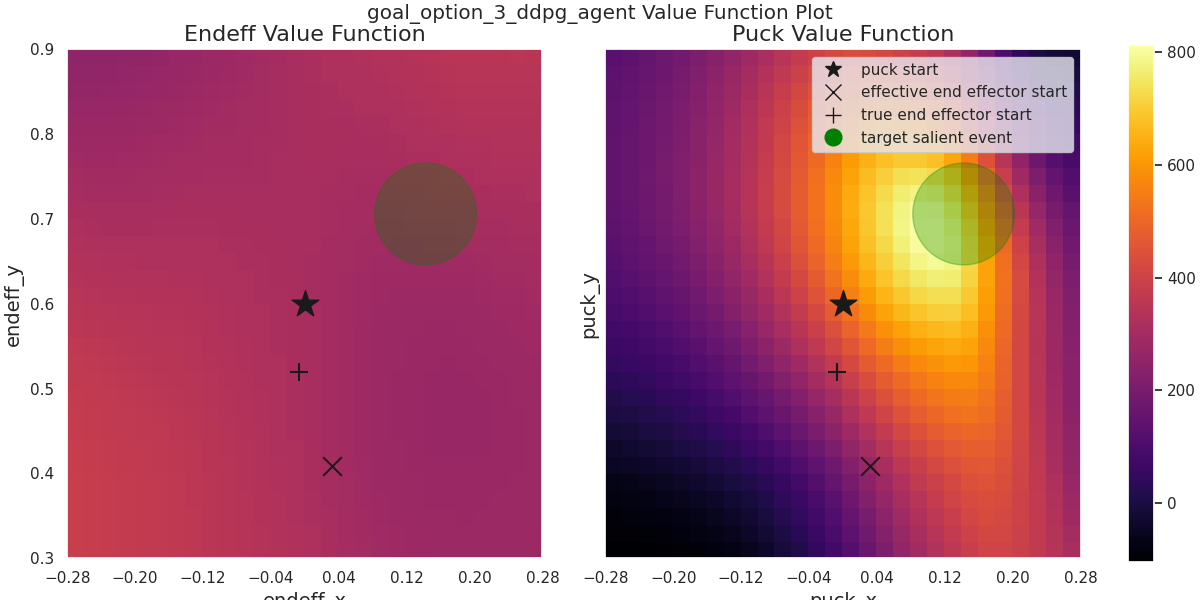 goal_option_3_ddpg_agent Value Function Plot
Endeff Value Function
Puck Value Function
endeff_y
0.9
0.8
0.7
0.6
0.5
0.4
0.3
−0.28 −0.20 −0.12 −0.04 0.04 0.12 0.20 0.28
endeff_x
puck_y
puck start
effective end effector start
true end effector start
target salient event
−0.28 −0.20 −0.12 −0.04 0.04 0.12 0.20 0.28
puck_x
800
600
400
200
0